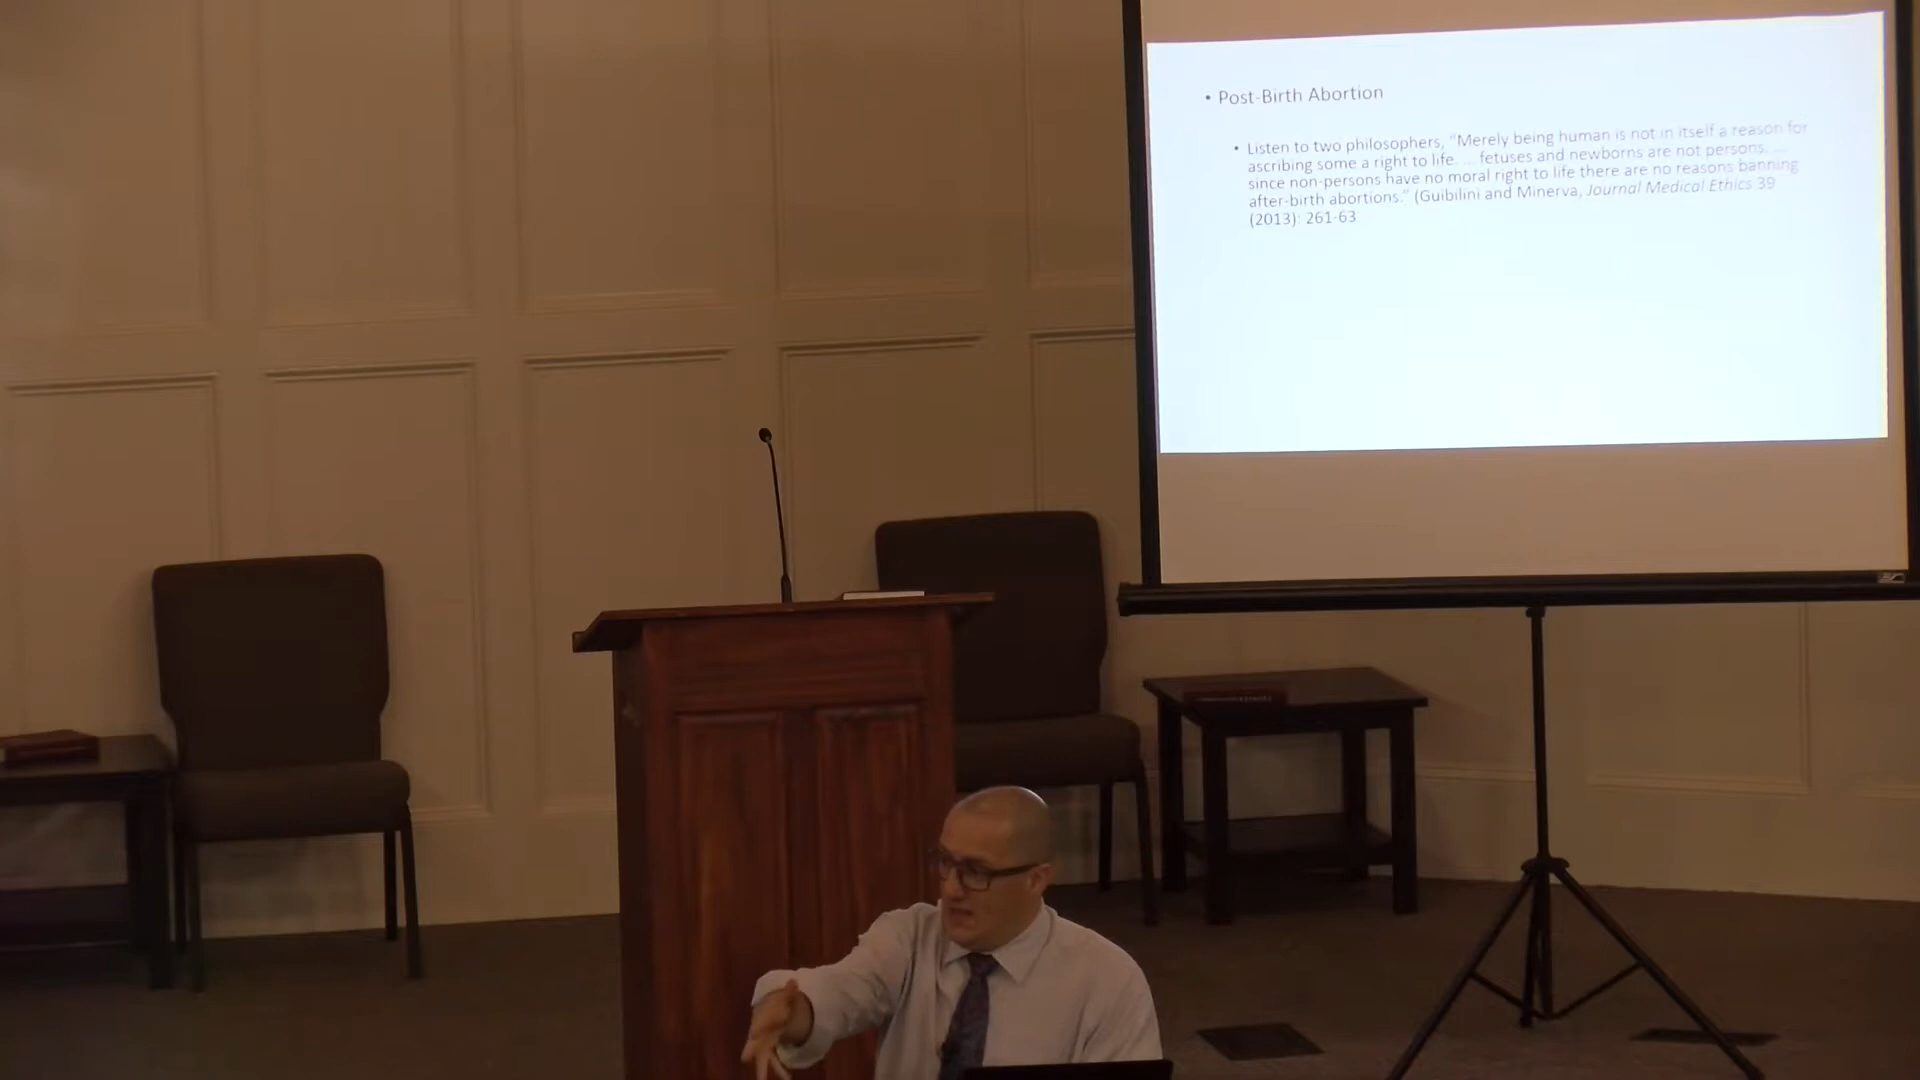 • Post-Birth Abortion
• Listen to two philosophers, "Merely being human is not in itself a reason for
ascribing some a right to life. ... fetuses and newborns are not persons. ...
since non-persons have no moral right to life there are no reasons banning
after-birth abortions." (Guibilini and Minerva, Journal Medical Ethics 39
(2013): 261-63